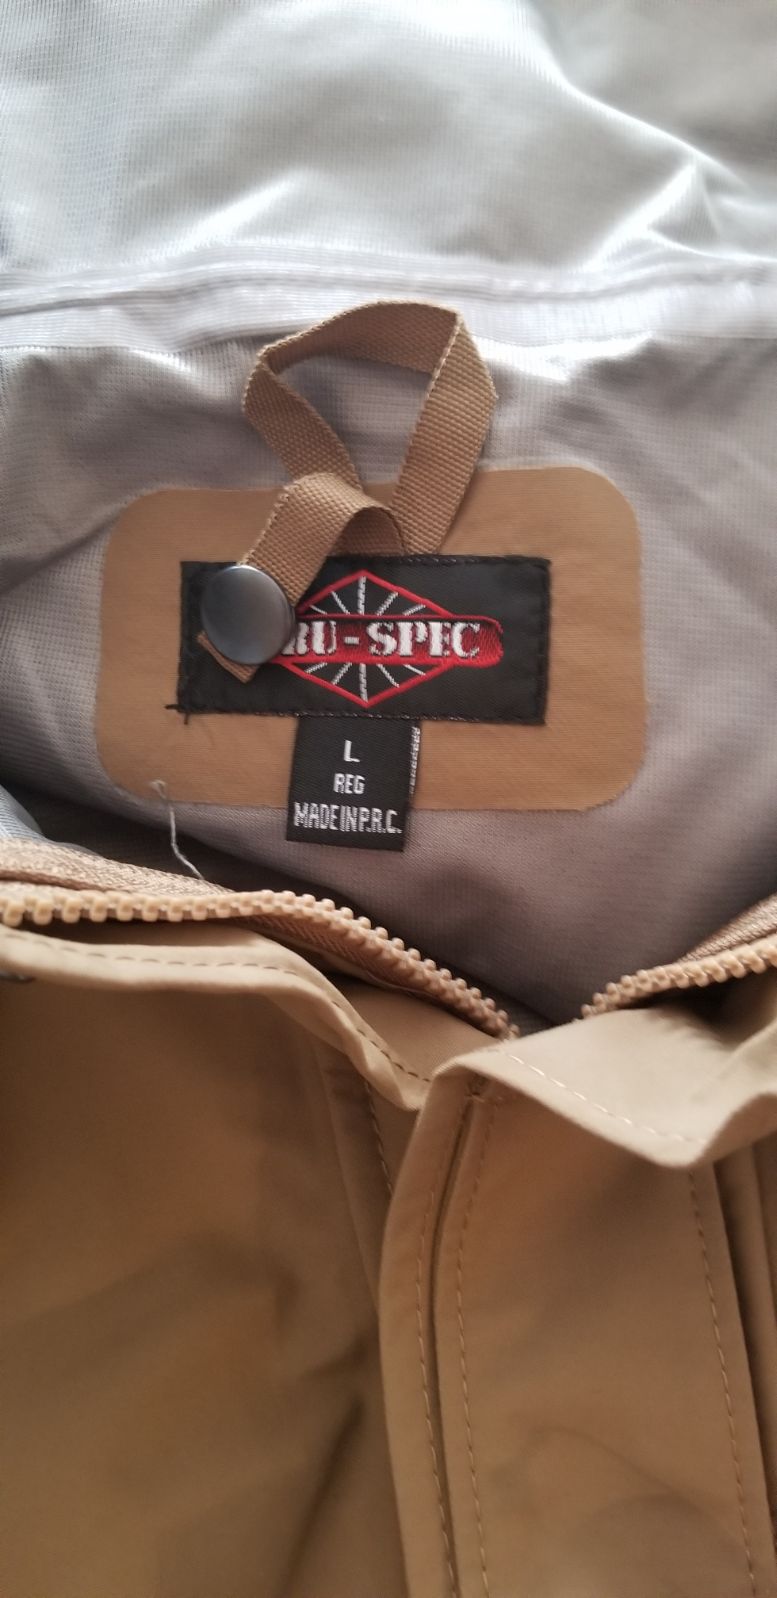 RU-SPEC
L
REG
MADE IN P.R.C.